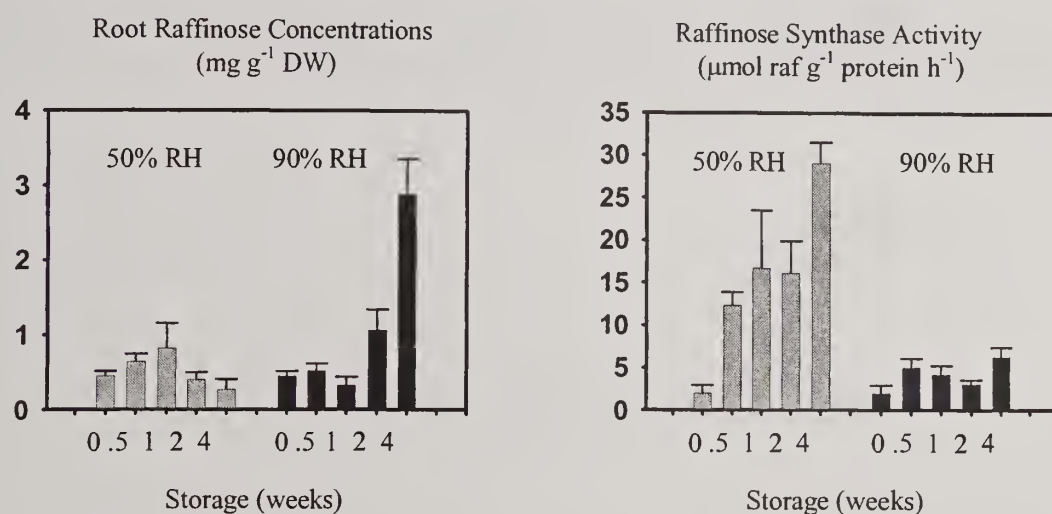 Root Raffinose Concentrations
(mg g⁻¹ DW)
4
3
2
1
0
50% RH
90% RH
0 .5 1 2 4
0.5 1 2 4
Storage (weeks)
Raffinose Synthase Activity
(μmol raf g⁻¹ protein h⁻¹)
35
30
25
20
15
10
5
0
50% RH
90% RH
0 .5 1 2 4
0.5 1 2 4
Storage (weeks)